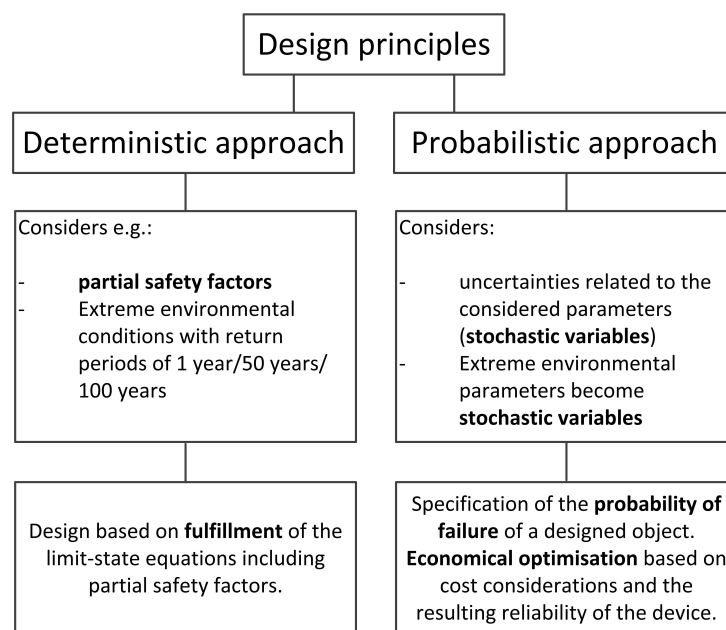 Design principles
Deterministic approach
Considers e.g.:
- partial safety factors
- Extreme environmental
conditions with return
periods of 1 year/50 years/
100 years
Design based on fulfillment of the
limit-state equations including
partial safety factors.
Probabilistic approach
Considers:
- uncertainties related to the
considered parameters
(stochastic variables)
- Extreme environmental
parameters become
stochastic variables
Specification of the probability of
failure of a designed object.
Economical optimisation based on
cost considerations and the
resulting reliability of the device.